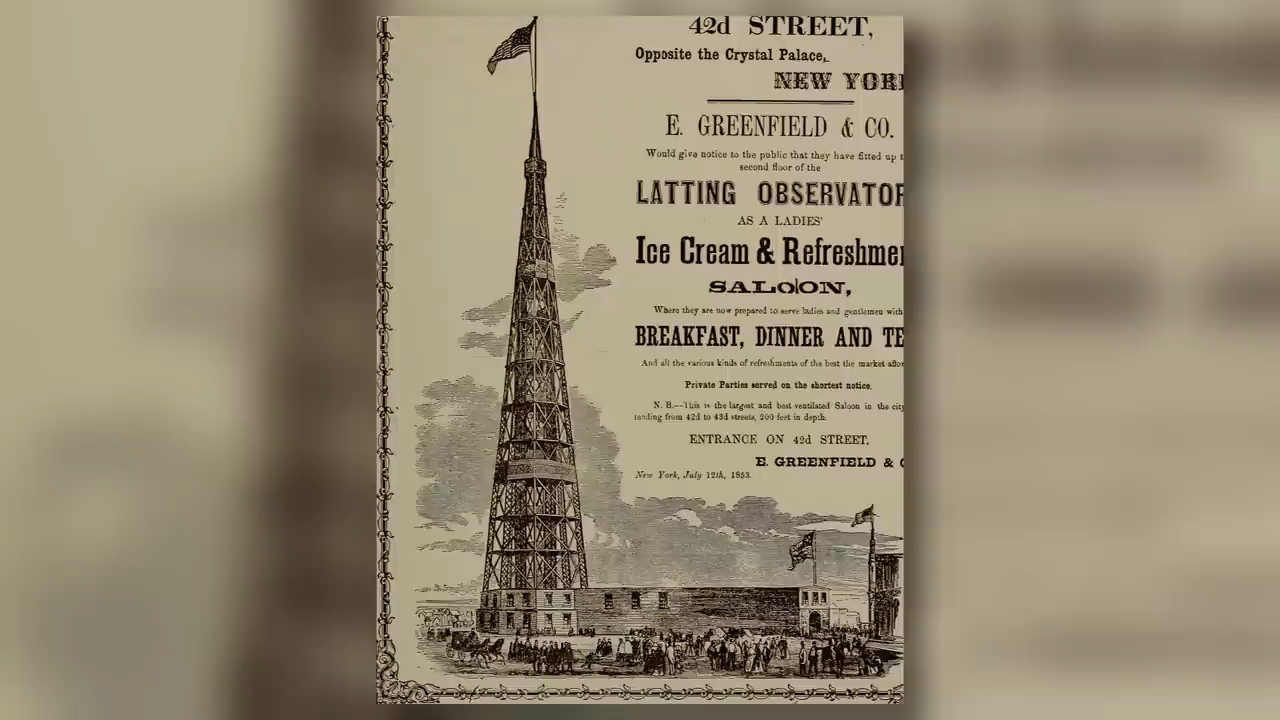 42d STREET,
Opposite the Crystal Palace,
NEW YOR
E. GREENFIELD & CO.
Would give notice to the public that they have fitted up t
second floor of the
LATTING OBSERVATOR
AS A LADIES'
Ice Cream & Refreshmen
SALOON,
Where they are now prepared to serve ladies and gentlemen with
BREAKFAST, DINNER AND TE
And all the various kinds of refreshments of the best the market affor
Private Parties served on the shortest notice.
N. B.—This is the largest and best ventilated Saloon in the city
tending from 42d to 43d streets, 200 feet in depth.
ENTRANCE ON 42d STREET.
E. GREENFIELD & C
New York, July 12th, 1853.